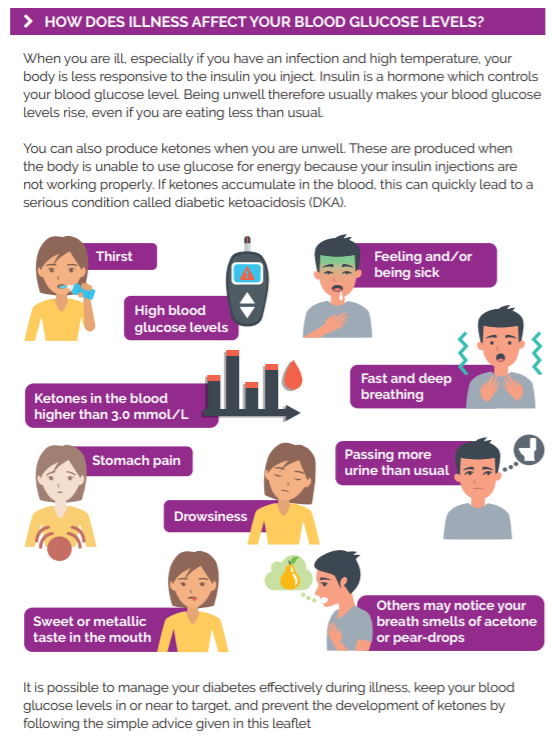 HOW DOES ILLNESS AFFECT YOUR BLOOD GLUCOSE LEVELS?
When you are ill, especially if you have an infection and high temperature, your
body is less responsive to the insulin you inject. Insulin is a hormone which controls
your blood glucose level. Being unwell therefore usually makes your blood glucose
levels rise, even if you are eating less than usual.
You can also produce ketones when you are unwell. These are produced when
the body is unable to use glucose for energy because your insulin injections are
not working properly. If ketones accumulate in the blood, this can quickly lead to a
serious condition called diabetic ketoacidosis (DKA).
Thirst
High blood
glucose levels
Feeling and/or
being sick
Ketones in the blood
higher than 3.0 mmol/L
Fast and deep
breathing
Stomach pain
Passing more
urine than usual
Drowsiness
Sweet or metallic
taste in the mouth
Others may notice your
breath smells of acetone
or pear-drops
It is possible to manage your diabetes effectively during illness, keep your blood
glucose levels in or near to target, and prevent the development of ketones by
following the simple advice given in this leaflet